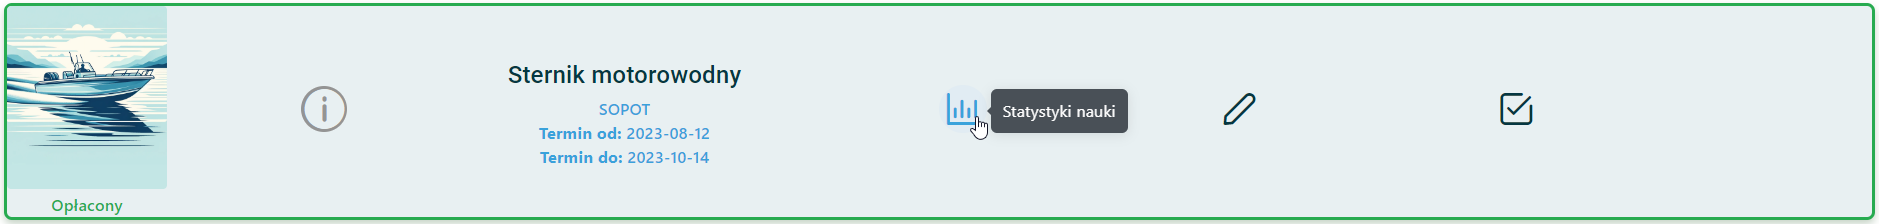 Sternik motorowodny
SOPOT
Termin od: 2023-08-12
Termin do: 2023-10-14
Statystyki nauki
Opłacony